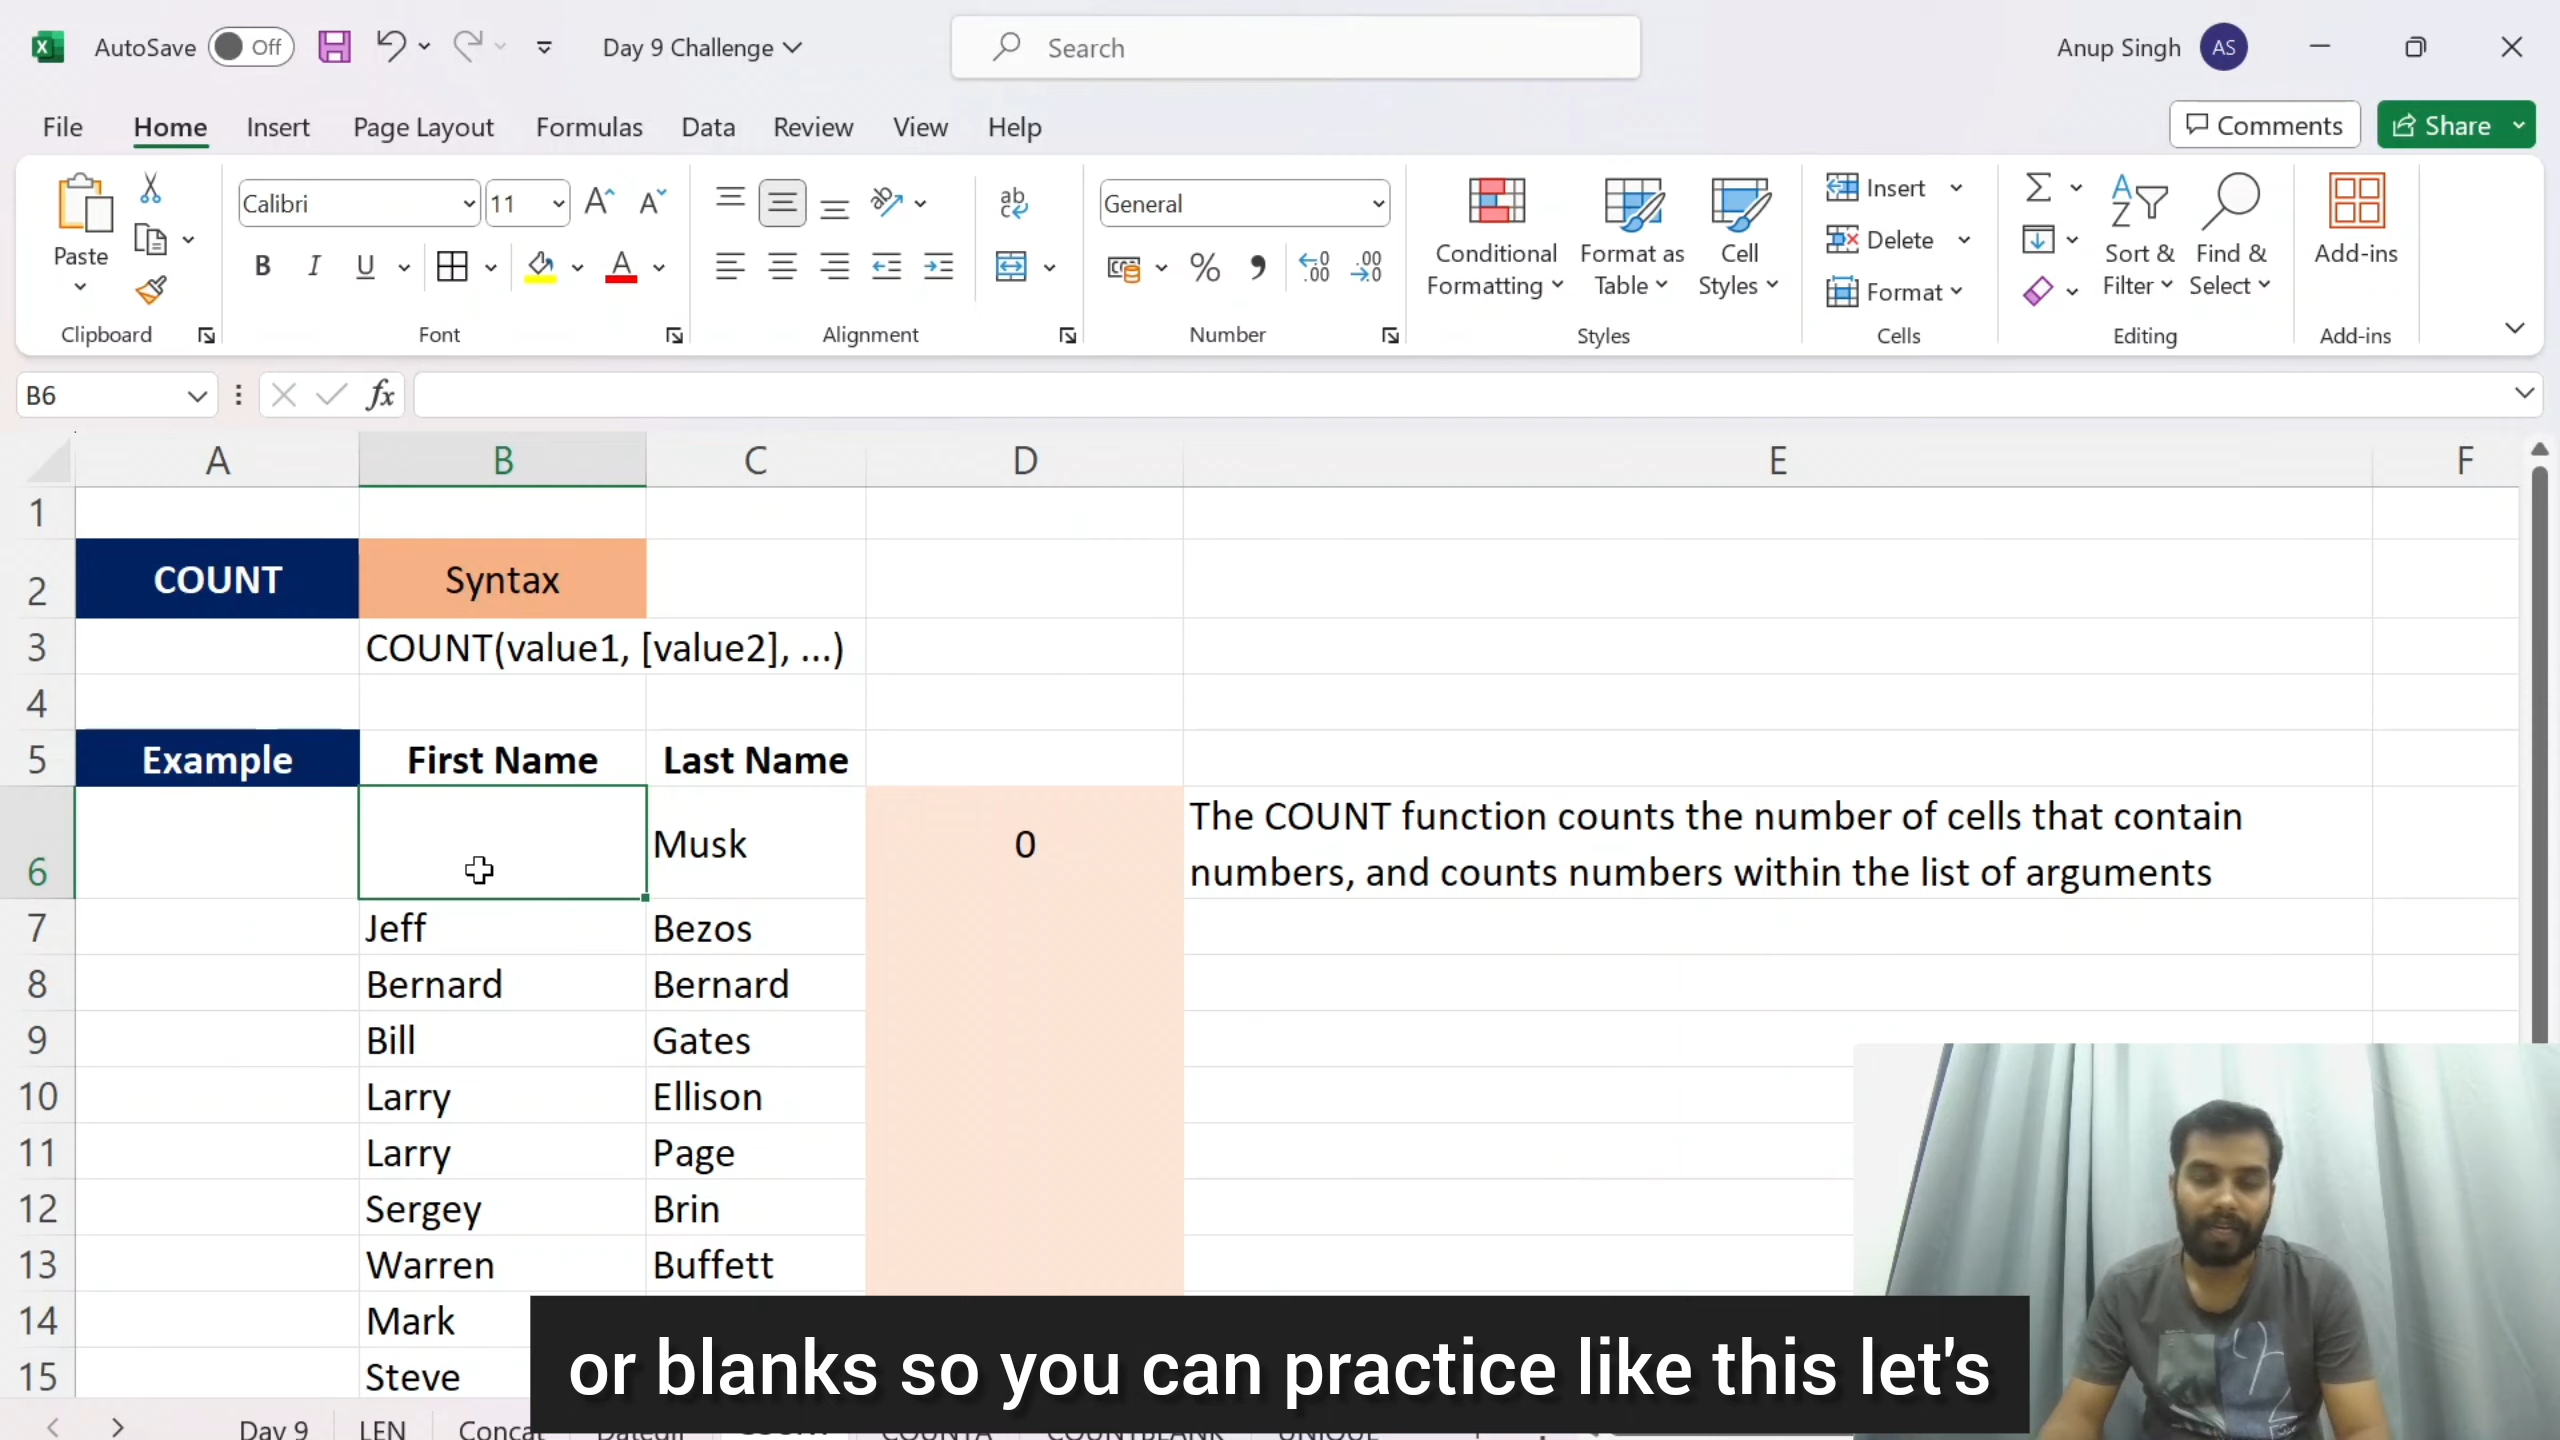 AutoSave Off Day 9 Challenge Search Anup Singh AS
File Home Insert Page Layout Formulas Data Review View Help Comments Share
Paste Calibri 11 General Conditional Formatting Format as Table Cell Styles Insert Delete Format Sort & Filter Find & Select Add-ins
Clipboard Font Alignment Number Styles Cells Editing Add-ins
B6 fx
A B C D E F
1
2 COUNT Syntax
3 COUNT(value1, [value2], ...)
4
5 Example First Name Last Name
6 Musk 0 The COUNT function counts the number of cells that contain
numbers, and counts numbers within the list of arguments
7 Jeff Bezos
8 Bernard Bernard
9 Bill Gates
10 Larry Ellison
11 Larry Page
12 Sergey Brin
13 Warren Buffett
14 Mark
15 Steve
or blanks so you can practice like this let's
Day 9 LEN